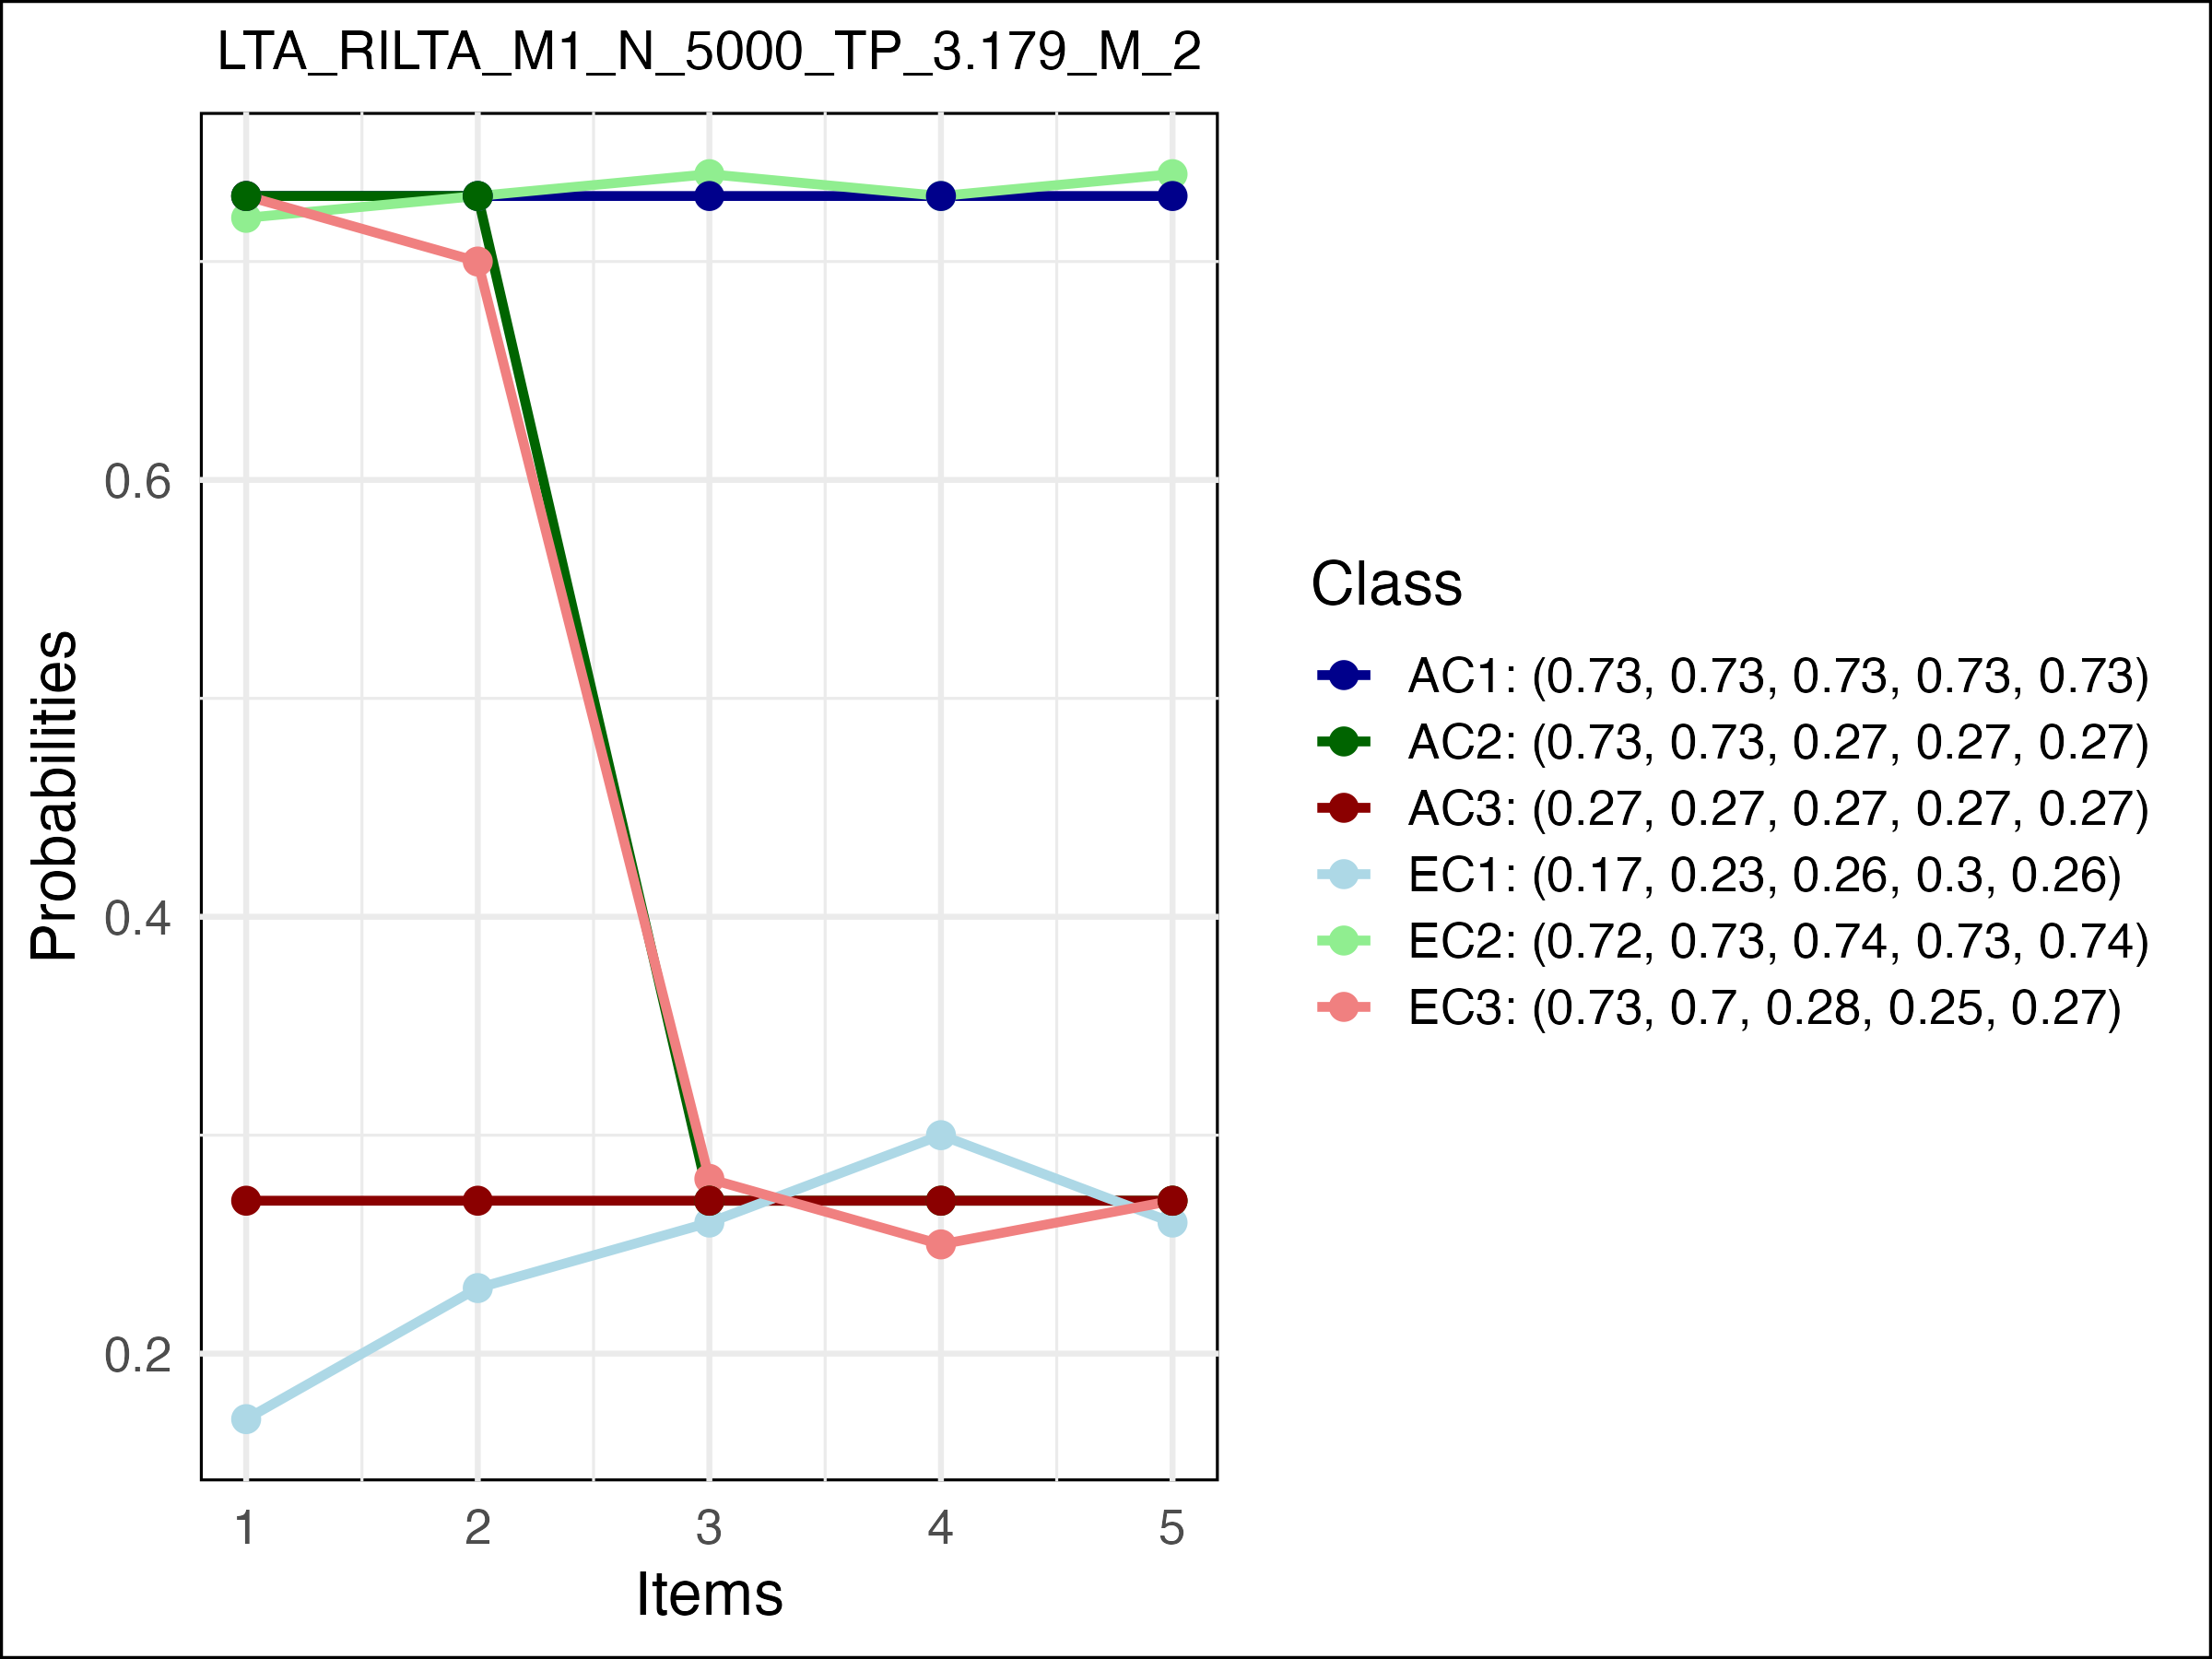 LTA_RILTA_M1_N_5000_TP_3.179_M_2
Probabilities
0.6
0.4
0.2
1 2 3 4 5
Items
Class
AC1: (0.73, 0.73, 0.73, 0.73, 0.73)
AC2: (0.73, 0.73, 0.27, 0.27, 0.27)
AC3: (0.27, 0.27, 0.27, 0.27, 0.27)
EC1: (0.17, 0.23, 0.26, 0.3, 0.26)
EC2: (0.72, 0.73, 0.74, 0.73, 0.74)
EC3: (0.73, 0.7, 0.28, 0.25, 0.27)